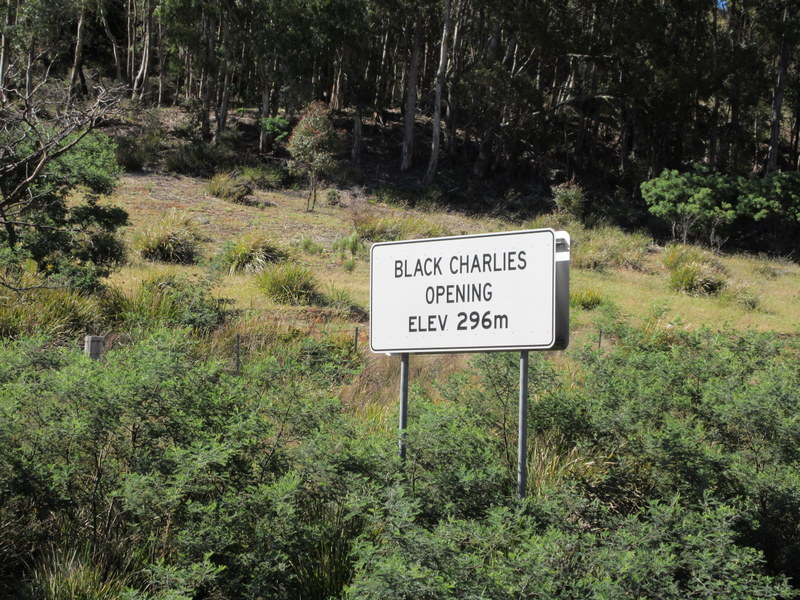 BLACK CHARLIES
OPENING
ELEV 296m